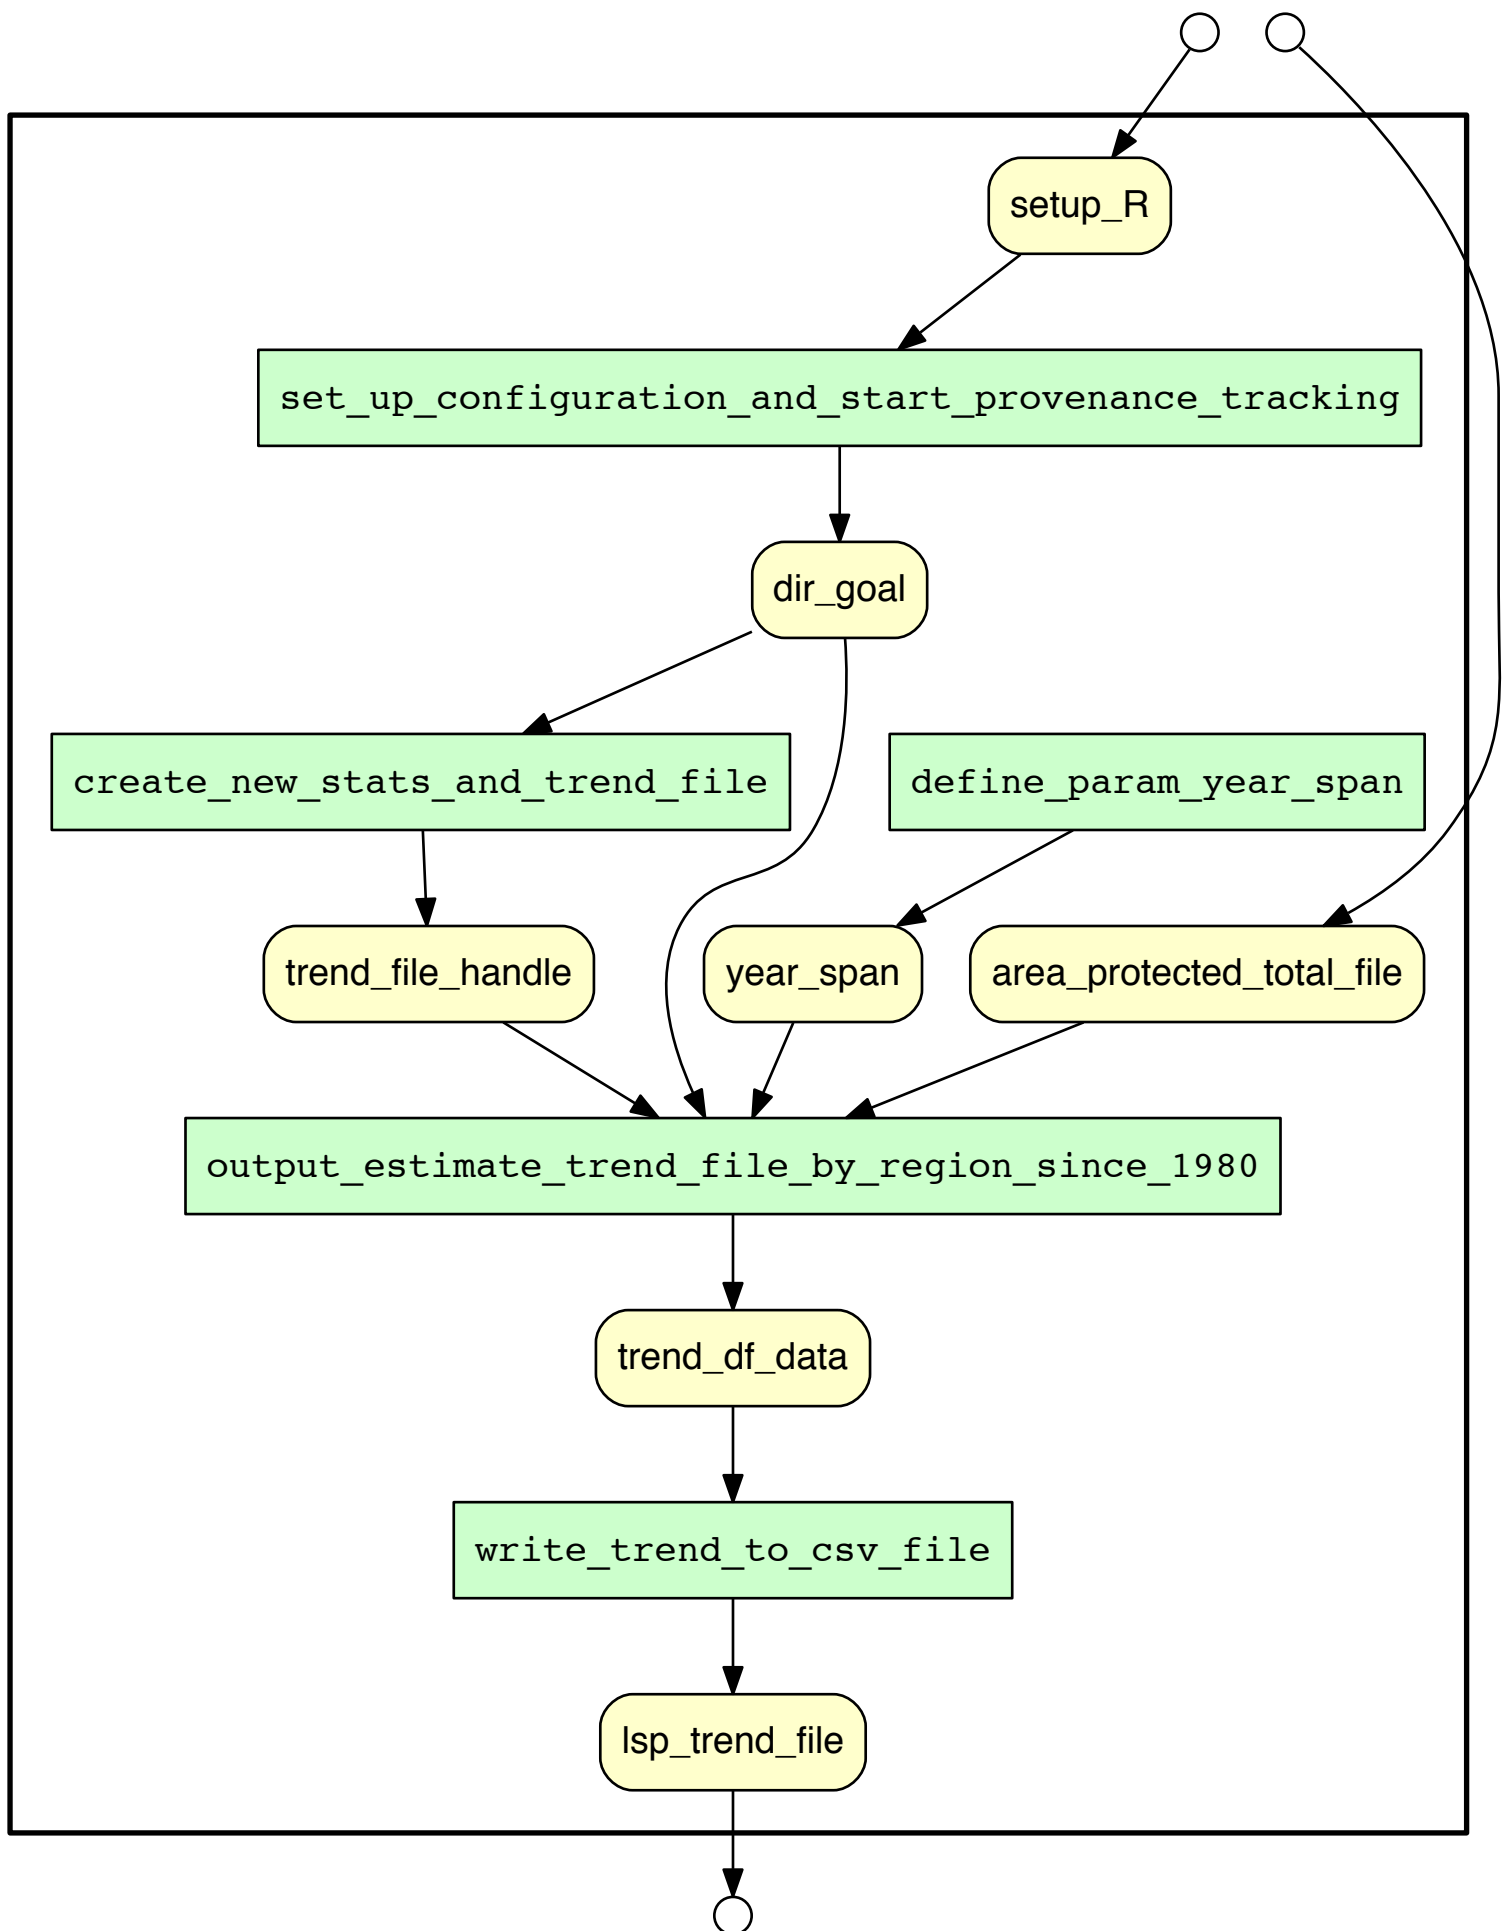 setup_R
set_up_configuration_and_start_provenance_tracking
dir_goal
create_new_stats_and_trend_file
define_param_year_span
trend_file_handle
year_span
area_protected_total_file
output_estimate_trend_file_by_region_since_1980
trend_df_data
write_trend_to_csv_file
lsp_trend_file